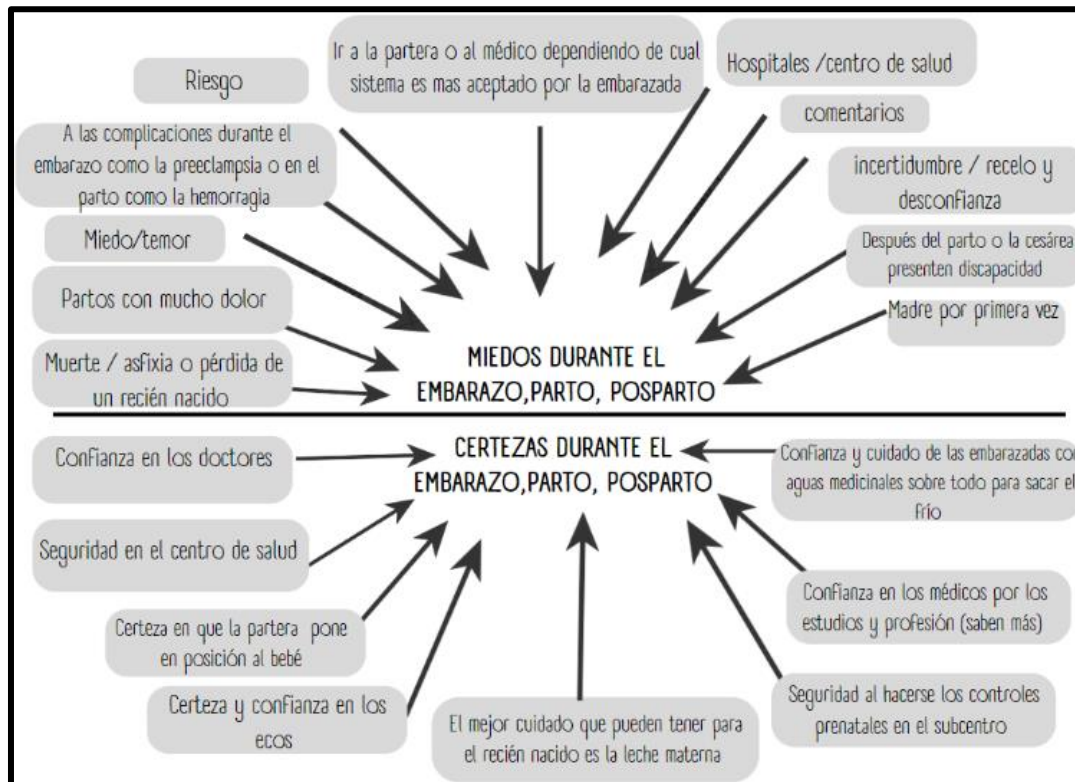 Riesgo
Ir a la partera o al médico dependiendo de cual
sistema es mas aceptado por la embarazada
Hospitales /centro de salud
comentarios
A las complicaciones durante el
embarazo como la preeclampsia o en el
parto como la hemorragia
incertidumbre / recelo y
desconfianza
Miedo/temor
Después del parto o la cesárea
presenten discapacidad
Partos con mucho dolor
Madre por primera vez
Muerte / asfixia o pérdida de
un recién nacido
MIEDOS DURANTE EL
EMBARAZO,PARTO, POSPARTO
CERTEZAS DURANTE EL
EMBARAZO,PARTO, POSPARTO
Confianza en los doctores
Confianza y cuidado de las embarazadas con
aguas medicinales sobre todo para sacar el
frío
Seguridad en el centro de salud
Confianza en los médicos por los
estudios y profesión (saben más)
Certeza en que la partera pone
en posición al bebé
Certeza y confianza en los
ecos
El mejor cuidado que pueden tener para
el recién nacido es la leche materna
Seguridad al hacerse los controles
prenatales en el subcentro